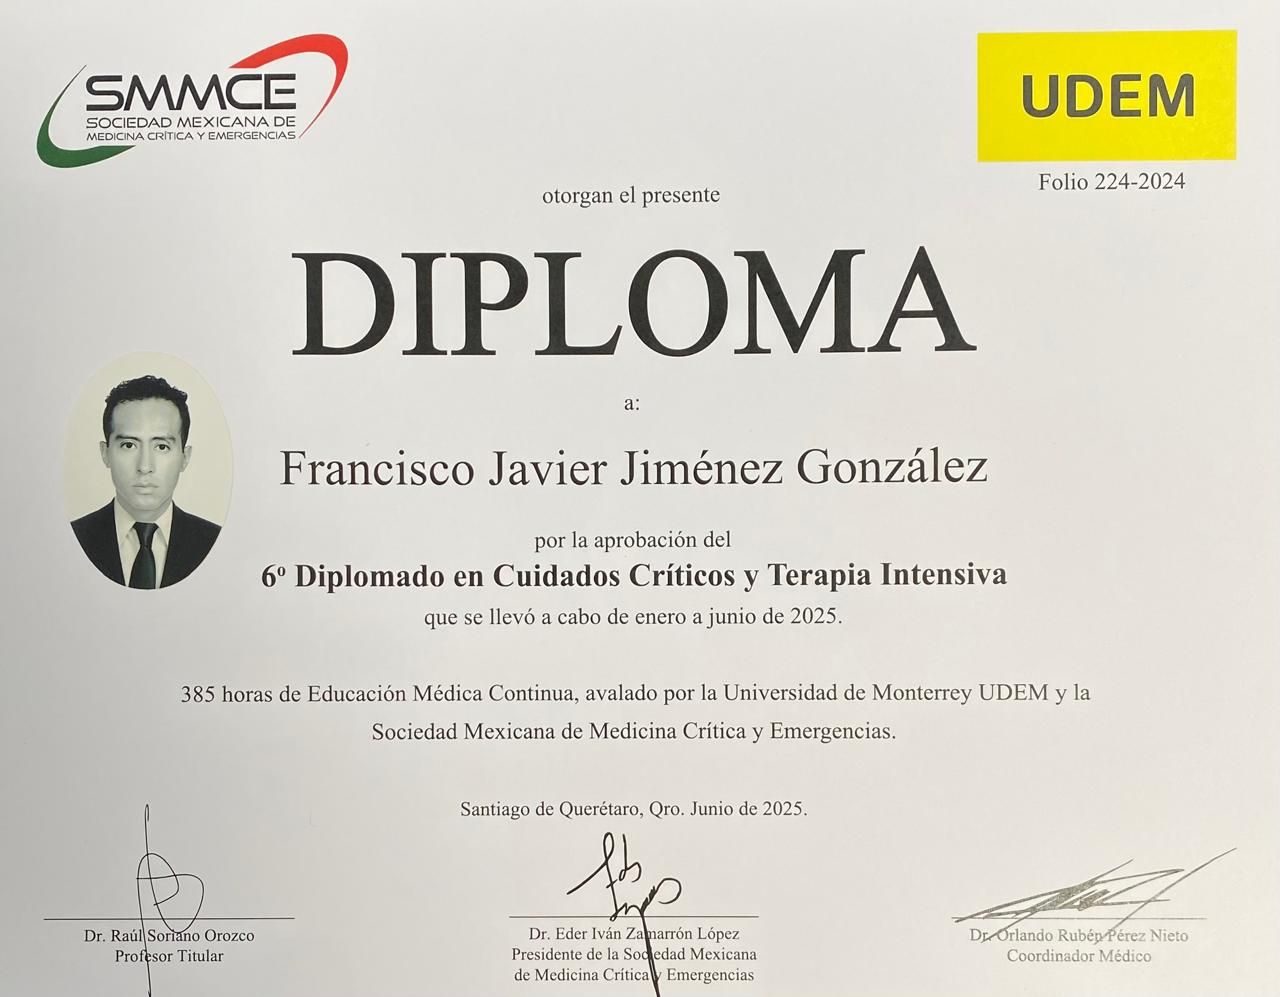 SMMCE
SOCIEDAD MEXICANA DE
MEDICINA CRÍTICA Y EMERGENCIAS
UDEM
Folio 224-2024
otorgan el presente
DIPLOMA
a:
Francisco Javier Jiménez González
por la aprobación del
6º Diplomado en Cuidados Críticos y Terapia Intensiva
que se llevó a cabo de enero a junio de 2025.
385 horas de Educación Médica Continua, avalado por la Universidad de Monterrey UDEM y la
Sociedad Mexicana de Medicina Crítica y Emergencias.
Santiago de Querétaro, Qro. Junio de 2025.
Dr. Raúl Soriano Orozco
Profesor Titular
Dr. Eder Iván Zamarrón López
Presidente de la Sociedad Mexicana
de Medicina Crítica y Emergencias
Dr. Orlando Rubén Pérez Nieto
Coordinador Médico